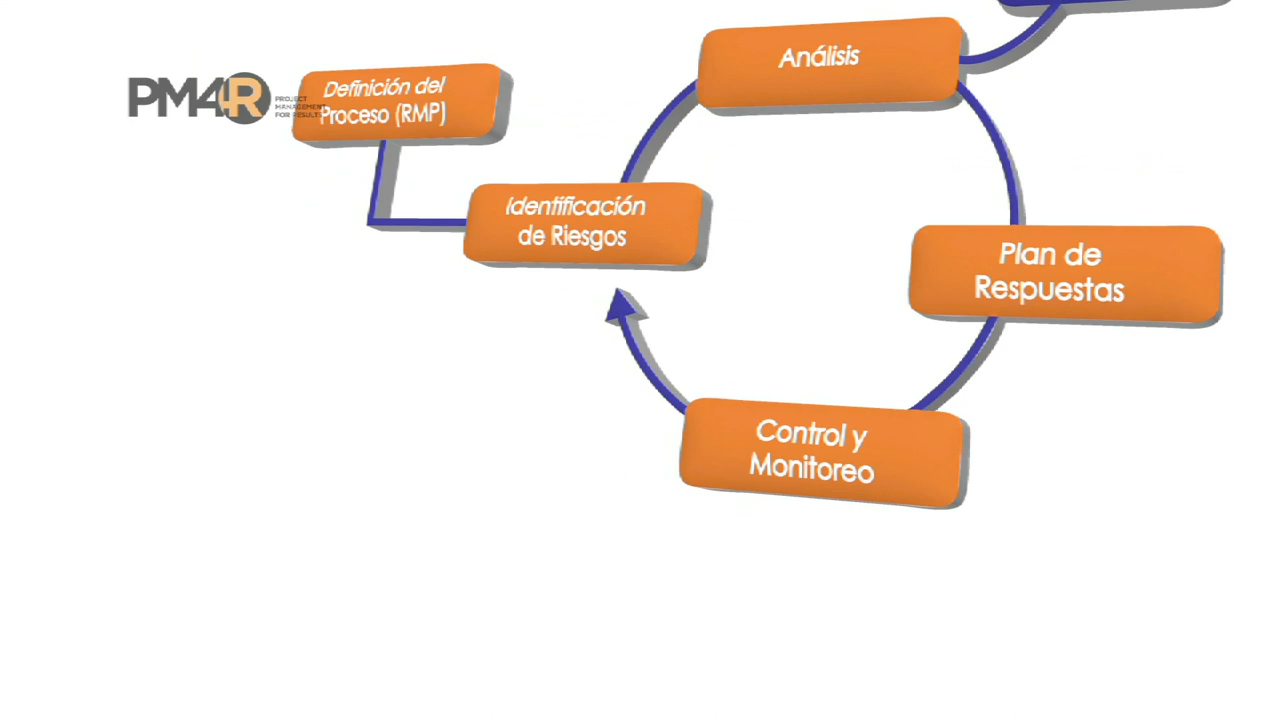 PM4R
PROJECT
MANAGEMENT
FOR RESULTS
Definición del
Proceso (RMP)
Análisis
Identificación
de Riesgos
Plan de
Respuestas
Control y
Monitoreo